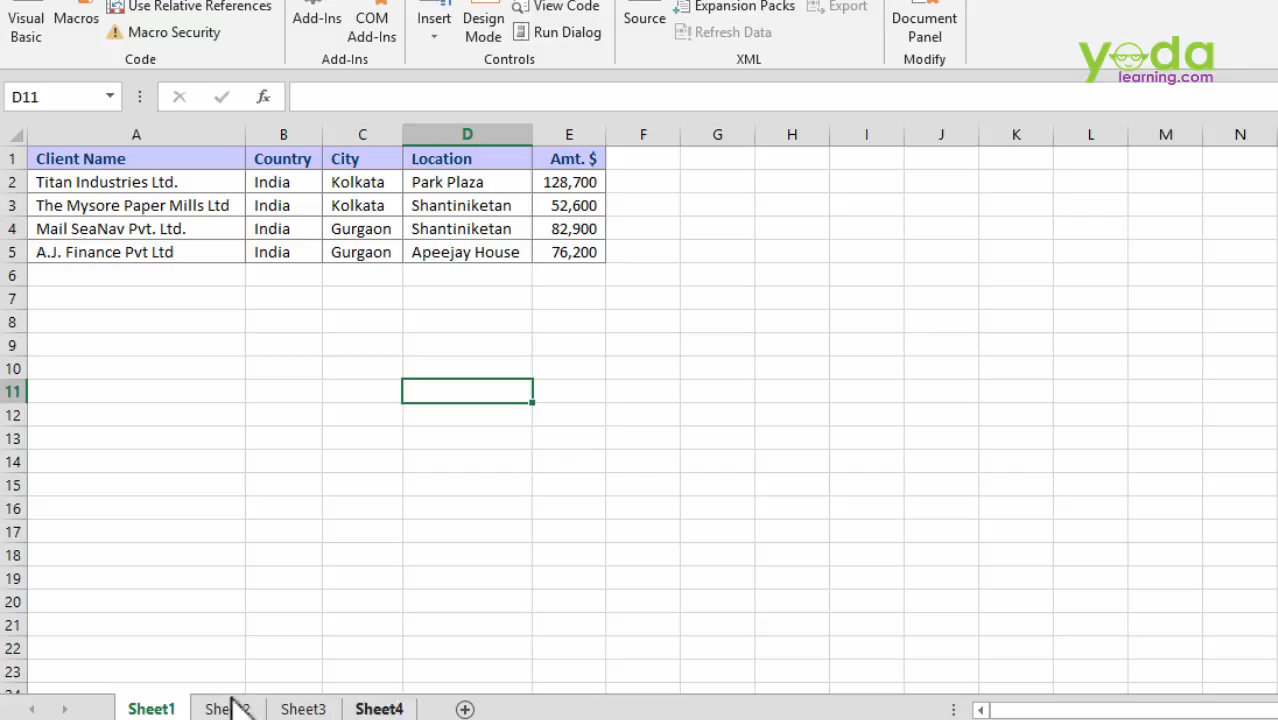 Use Relative References
View Code
Expansion Packs
Export
Visual Basic
Macros
Macro Security
Add-Ins
COM Add-Ins
Insert
Design Mode
Run Dialog
Source
Refresh Data
Document Panel
Code
Add-Ins
Controls
XML
Modify
yoda
learning.com
D11
fx
A B C D E F G H I J K L M N
1 Client Name Country City Location Amt. $
2 Titan Industries Ltd. India Kolkata Park Plaza 128,700
3 The Mysore Paper Mills Ltd India Kolkata Shantiniketan 52,600
4 Mail SeaNav Pvt. Ltd. India Gurgaon Shantiniketan 82,900
5 A.J. Finance Pvt Ltd India Gurgaon Apeejay House 76,200
6
7
8
9
10
11
12
13
14
15
16
17
18
19
20
21
22
23
Sheet1 Sheet3 Sheet4